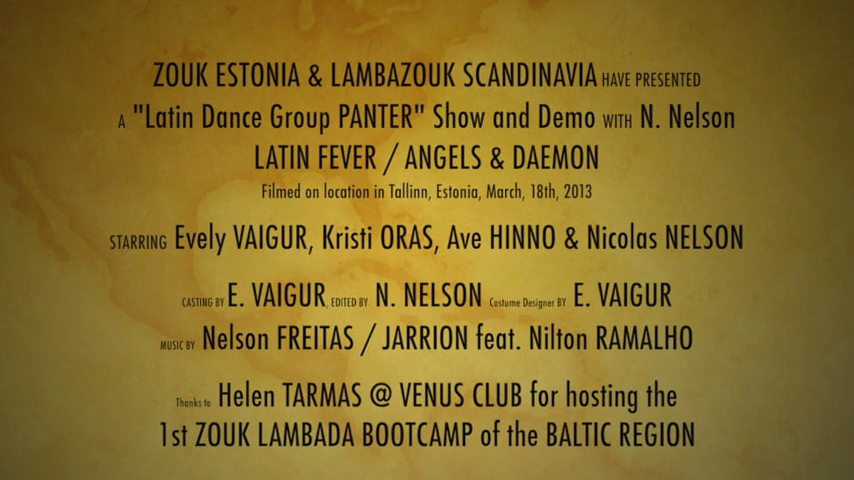 ZOUK ESTONIA & LAMBAZOUK SCANDINAVIA HAVE PRESENTED
A "Latin Dance Group PANTER" Show and Demo WITH N. Nelson
LATIN FEVER / ANGELS & DAEMON
Filmed on location in Tallinn, Estonia, March, 18th, 2013
STARRING Evely VAIGUR, Kristi ORAS, Ave HINNO & Nicolas NELSON
CASTING BY E. VAIGUR, EDITED BY N. NELSON Costume Designer BY E. VAIGUR
MUSIC BY Nelson FREITAS / JARRION feat. Nilton RAMALHO
Thanks to Helen TARMAS @ VENUS CLUB for hosting the
1st ZOUK LAMBADA BOOTCAMP of the BALTIC REGION